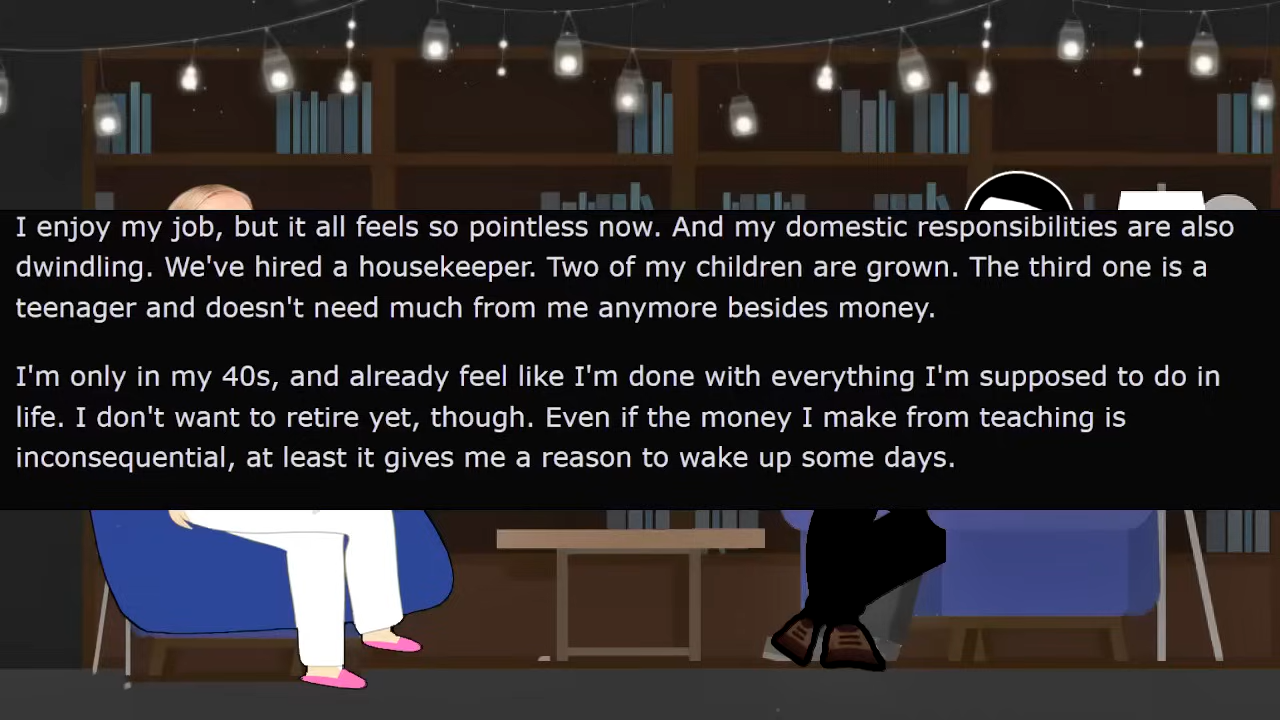 I enjoy my job, but it all feels so pointless now. And my domestic responsibilities are also
dwindling. We've hired a housekeeper. Two of my children are grown. The third one is a
teenager and doesn't need much from me anymore besides money.
I'm only in my 40s, and already feel like I'm done with everything I'm supposed to do in
life. I don't want to retire yet, though. Even if the money I make from teaching is
inconsequential, at least it gives me a reason to wake up some days.